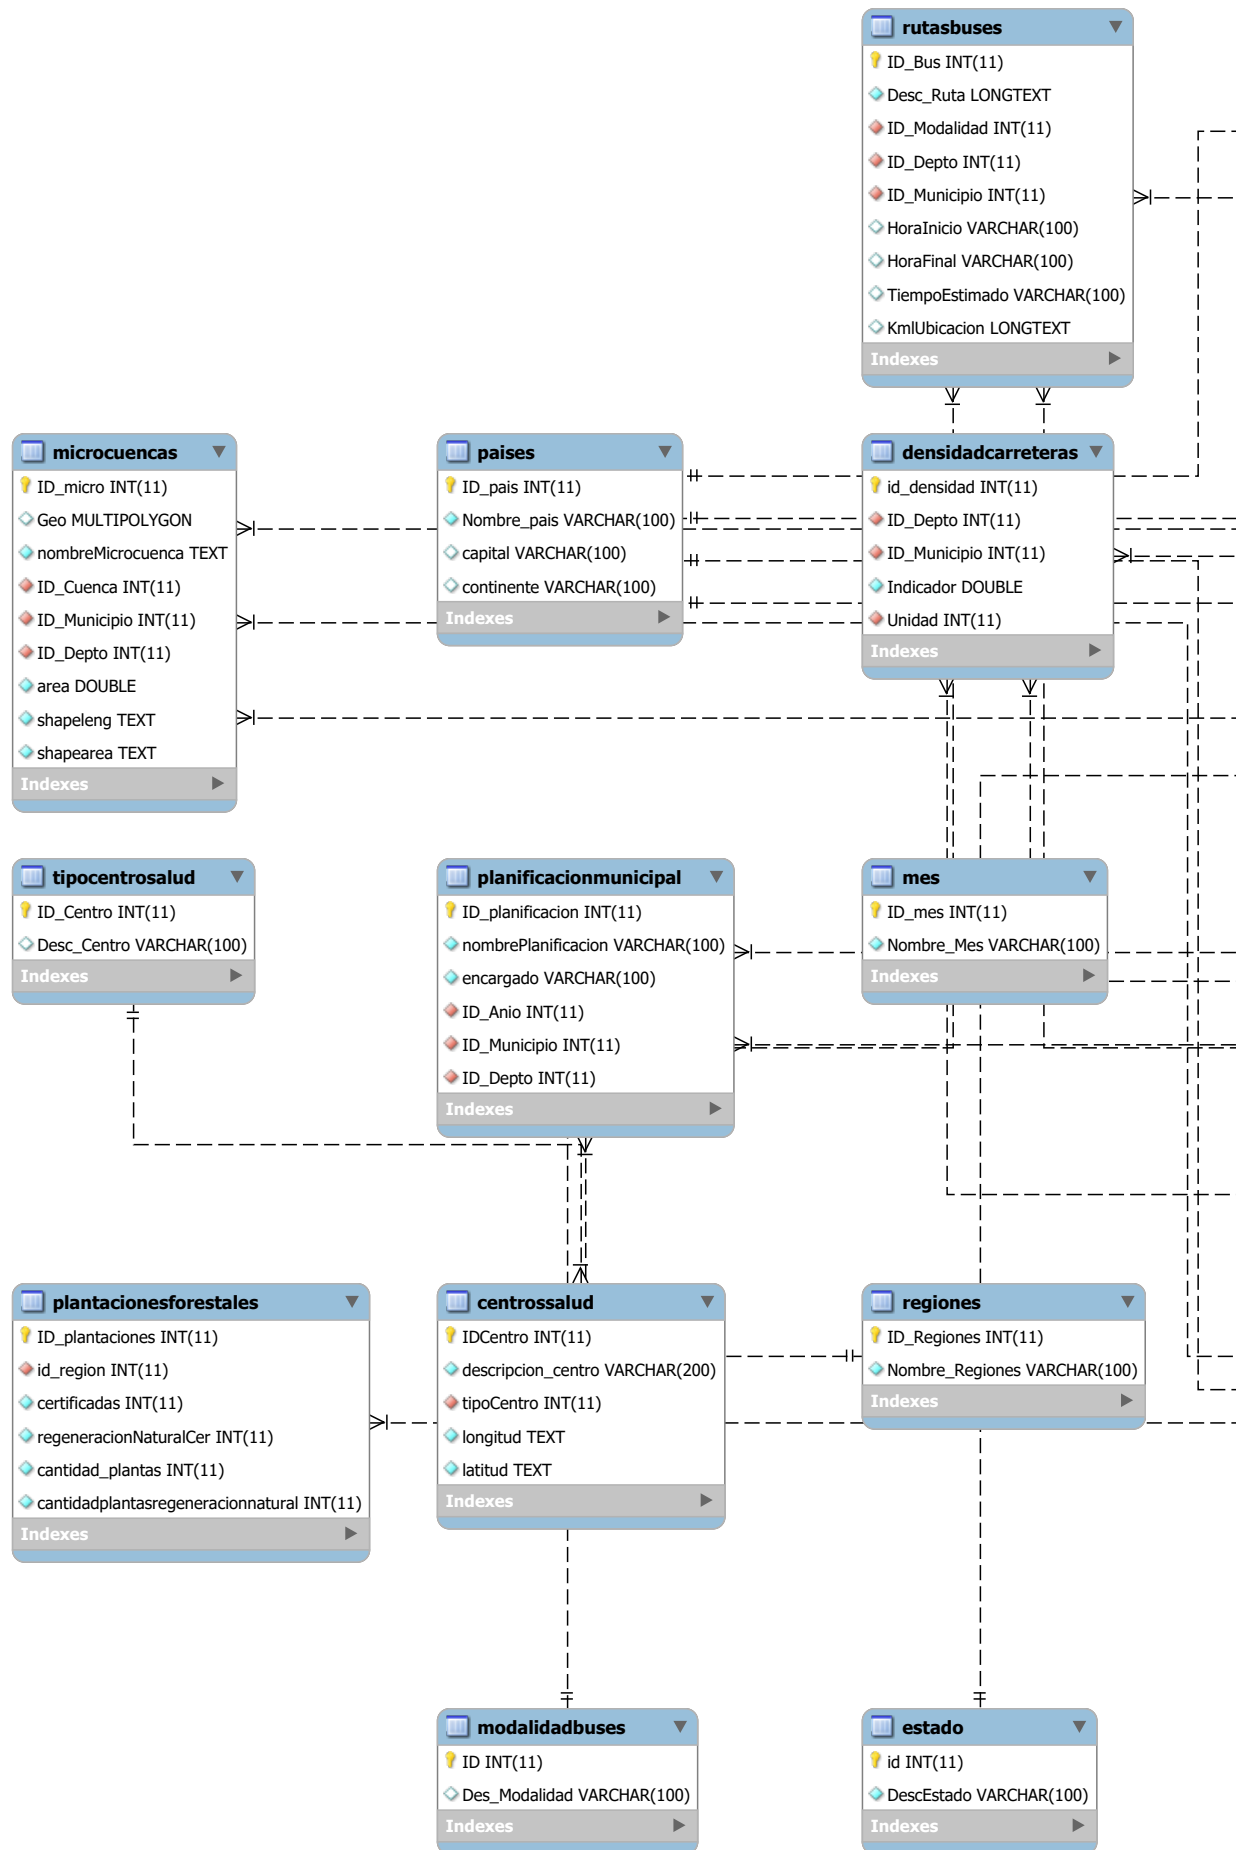 rutasbuses
ID_Bus INT(11)
Desc_Ruta LONGTEXT
ID_Modalidad INT(11)
ID_Depto INT(11)
ID_Municipio INT(11)
HoraInicio VARCHAR(100)
HoraFinal VARCHAR(100)
TiempoEstimado VARCHAR(100)
KmlUbicacion LONGTEXT
Indexes
microcuencas
ID_micro INT(11)
Geo MULTIPOLYGON
nombreMicrocuenca TEXT
ID_Cuenca INT(11)
ID_Municipio INT(11)
ID_Depto INT(11)
area DOUBLE
shapeleng TEXT
shapearea TEXT
Indexes
paises
ID_pais INT(11)
Nombre_pais VARCHAR(100)
capital VARCHAR(100)
continente VARCHAR(100)
Indexes
densidadcarreteras
id_densidad INT(11)
ID_Depto INT(11)
ID_Municipio INT(11)
Indicador DOUBLE
Unidad INT(11)
Indexes
tipocentrosalud
ID_Centro INT(11)
Desc_Centro VARCHAR(100)
Indexes
planificacionmunicipal
ID_planificacion INT(11)
nombrePlanificacion VARCHAR(100)
encargado VARCHAR(100)
ID_Anio INT(11)
ID_Municipio INT(11)
ID_Depto INT(11)
Indexes
mes
ID_mes INT(11)
Nombre_Mes VARCHAR(100)
Indexes
plantacionesforestales
ID_plantaciones INT(11)
id_region INT(11)
certificadas INT(11)
regeneracionNaturalCer INT(11)
cantidad_plantas INT(11)
cantidadplantasregeneracionnatural INT(11)
Indexes
centrossalud
IDCentro INT(11)
descripcion_centro VARCHAR(200)
tipoCentro INT(11)
longitud TEXT
latitud TEXT
Indexes
regiones
ID_Regiones INT(11)
Nombre_Regiones VARCHAR(100)
Indexes
modalidadbuses
ID INT(11)
Des_Modalidad VARCHAR(100)
Indexes
estado
id INT(11)
DescEstado VARCHAR(100)
Indexes